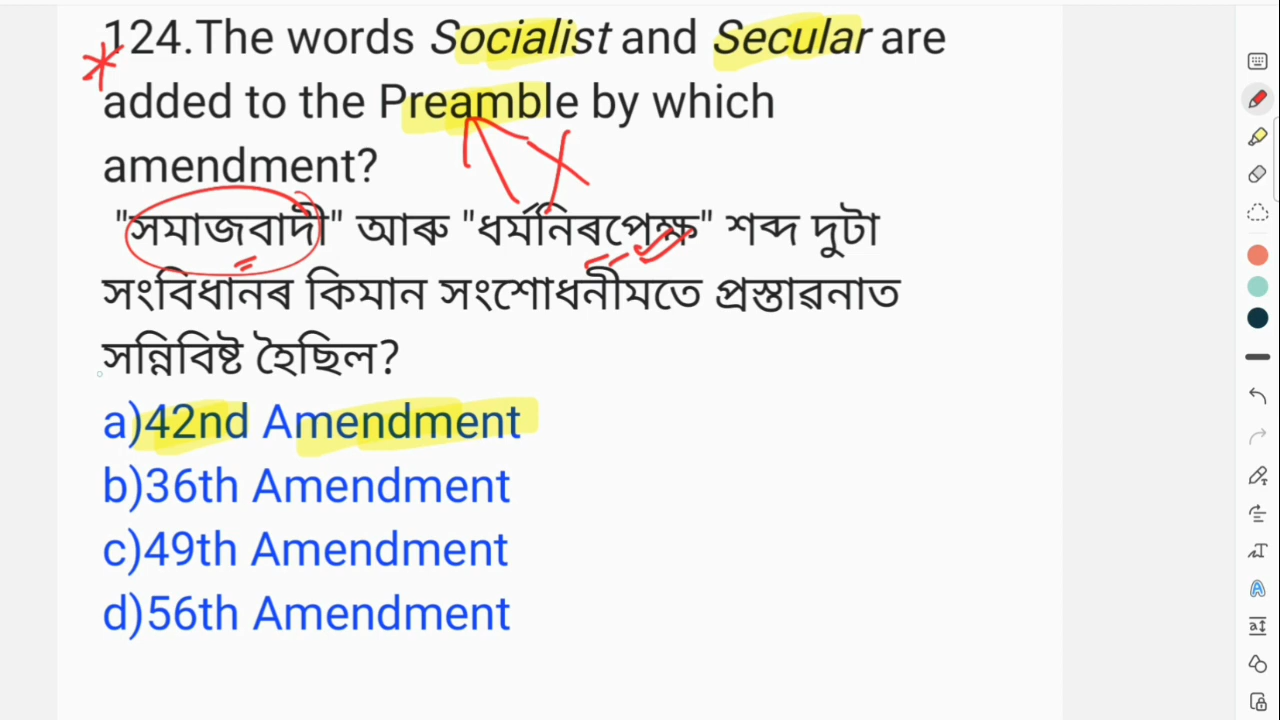 124.The words Socialist and Secular are
added to the Preamble by which
amendment?
"সমাজবাদী" আৰু "ধৰ্মনিৰপেক্ষ" শব্দ দুটা
সংবিধানৰ কিমান সংশোধনীমতে প্ৰস্তাৱনাত
সন্নিবিষ্ট হৈছিল?
a)42nd Amendment
b)36th Amendment
c)49th Amendment
d)56th Amendment